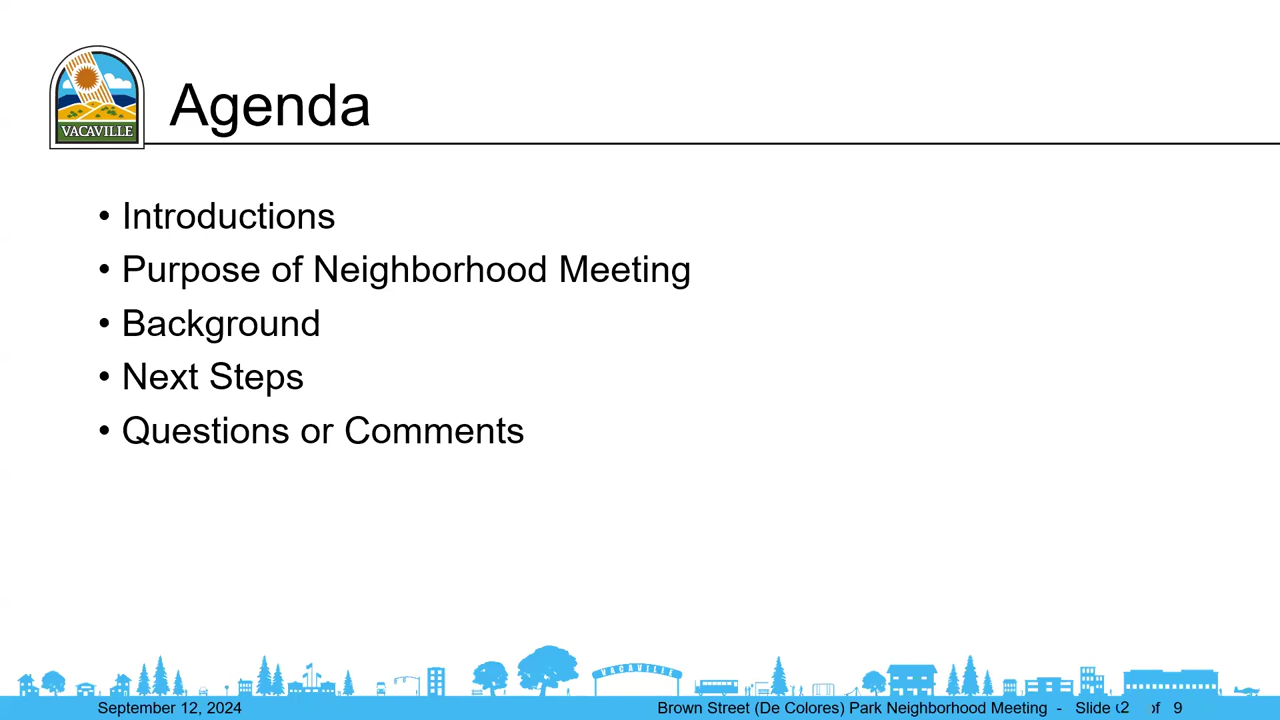 VACAVILLE
Agenda
• Introductions
• Purpose of Neighborhood Meeting
• Background
• Next Steps
• Questions or Comments
VACAVILLE
September 12, 2024
Brown Street (De Colores) Park Neighborhood Meeting - Slide 2 of 9